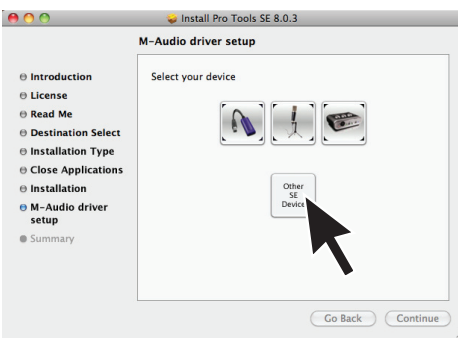 Install Pro Tools SE 8.0.3
M-Audio driver setup
Introduction
License
Read Me
Destination Select
Installation Type
Close Applications
Installation
M-Audio driver
setup
Summary
Select your device
Other
SE
Device
Go Back
Continue